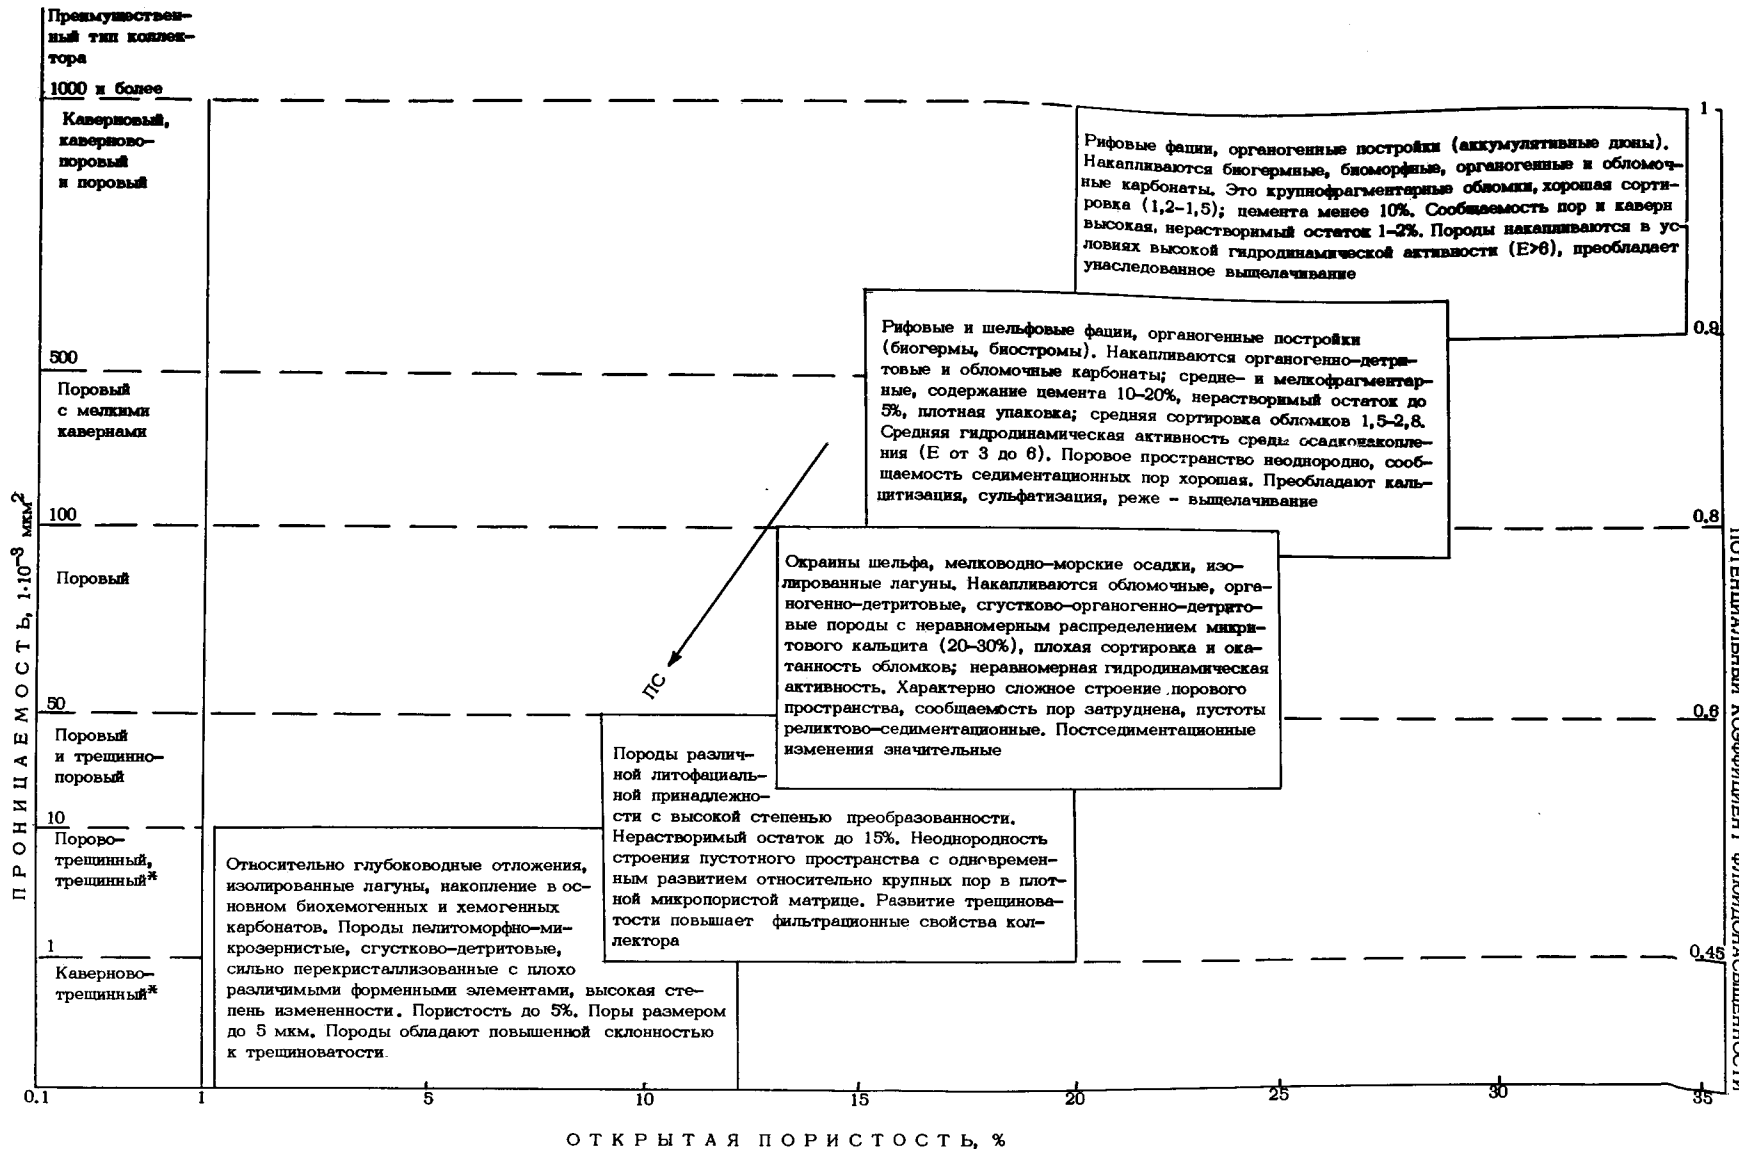 Преимуществен-
ный тип коллек-
тора
1000 и более
Каверновый,
каверново-
поровый
и поровый
500
Поровый
с мелкими
кавернами
100
Поровый
50
Поровый
и трещинно-
поровый
10
Порово-
трещинный,
трещинный*
1
Каверново-
трещинный*
ПРОНИЦАЕМОСТЬ, 1·10⁻³ мкм²
Рифовые фации, органогенные постройки (аккумулятивные дюны).
Накапливаются биогермные, биоморфные, органогенные и обломоч-
ные карбонаты. Это крупнофрагментарные обломки, хорошая сорти-
ровка (1,2-1,5); цемента менее 10%. Сообщаемость пор и каверн
высокая, нерастворимый остаток 1-2%. Породы накапливаются в ус-
ловиях высокой гидродинамической активности (E>6), преобладает
унаследованное выщелачивание
Рифовые и шельфовые фации, органогенные постройки
(биогермы, биостромы). Накапливаются органогенно-детри-
товые и обломочные карбонаты; средне- и мелкофрагментар-
ные, содержание цемента 10-20%, нерастворимый остаток до
5%, плотная упаковка; средняя сортировка обломков 1,5-2,8.
Средняя гидродинамическая активность среды осадконакопле-
ния (E от 3 до 6). Поровое пространство неоднородно, сооб-
щаемость седиментационных пор хорошая. Преобладают каль-
цитизация, сульфатизация, реже - выщелачивание
Окраины шельфа, мелководно-морские осадки, изо-
лированные лагуны. Накапливаются обломочные, орга-
ногенно-детритовые, сгустково-органогенно-детрито-
вые породы с неравномерным распределением микри-
тового кальцита (20-30%), плохая сортировка и ока-
танность обломков; неравномерная гидродинамическая
активность. Характерно сложное строение порового
пространства, сообщаемость пор затруднена, пустоты
реликтово-седиментационные. Постседиментационные
изменения значительные
ПС
Породы различ-
ной литофациаль-
ной принадлежно-
сти с высокой степенью преобразованности.
Нерастворимый остаток до 15%. Неоднородность
строения пустотного пространства с одновремен-
ным развитием относительно крупных пор в плот-
ной микропористой матрице. Развитие трещинова-
тости повышает фильтрационные свойства кол-
лектора
Относительно глубоководные отложения,
изолированные лагуны, накопление в ос-
новном биохемогенных и хемогенных
карбонатов. Породы пелитоморфно-ми-
крозернистые, сгустково-детритовые,
сильно перекристаллизованные с плохо
различимыми форменными элементами, высокая сте-
пень измененности. Пористость до 5%. Поры размером
до 5 мкм. Породы обладают повышенной склонностью
к трещиноватости.
1
0.9
0.8
0.6
0.45
ПОТЕНЦИАЛЬНЫЙ КОЭФФИЦИЕНТ ФЛЮИДОНАСЫЩЕННОСТИ
0.1 1 5 10 15 20 25 30 35
ОТКРЫТАЯ ПОРИСТОСТЬ, %